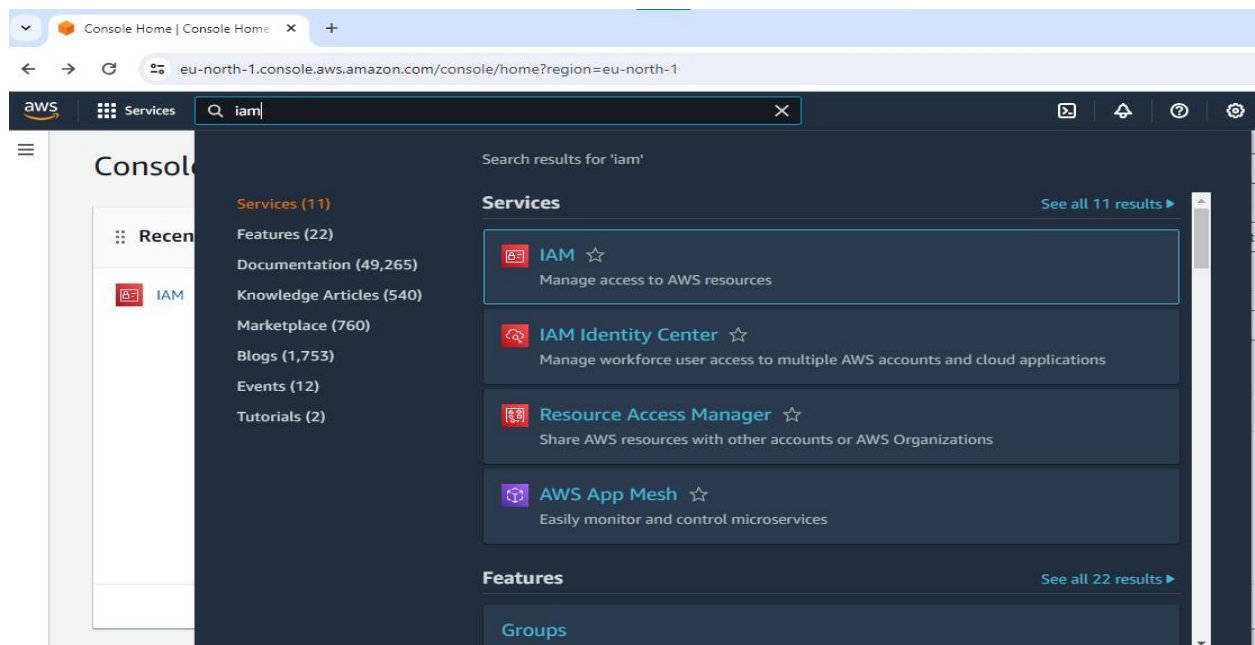 Console Home | Console Home
eu-north-1.console.aws.amazon.com/console/home?region=eu-north-1
aws Services iam
Search results for 'iam'
Services (11)
Features (22)
Documentation (49,265)
Knowledge Articles (540)
Marketplace (760)
Blogs (1,753)
Events (12)
Tutorials (2)
Services See all 11 results
IAM
Manage access to AWS resources
IAM Identity Center
Manage workforce user access to multiple AWS accounts and cloud applications
Resource Access Manager
Share AWS resources with other accounts or AWS Organizations
AWS App Mesh
Easily monitor and control microservices
Features See all 22 results
Groups
IAM